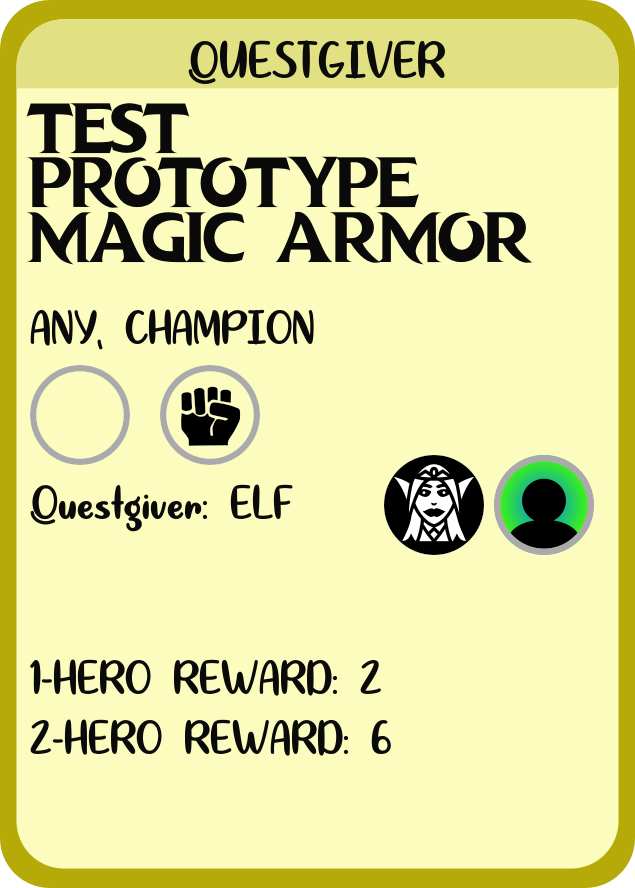 QUESTGIVER
TEST
PROTOTYPE
MAGIC ARMOR
ANY, CHAMPION
Questgiver: ELF
1-HERO REWARD: 2
2-HERO REWARD: 6